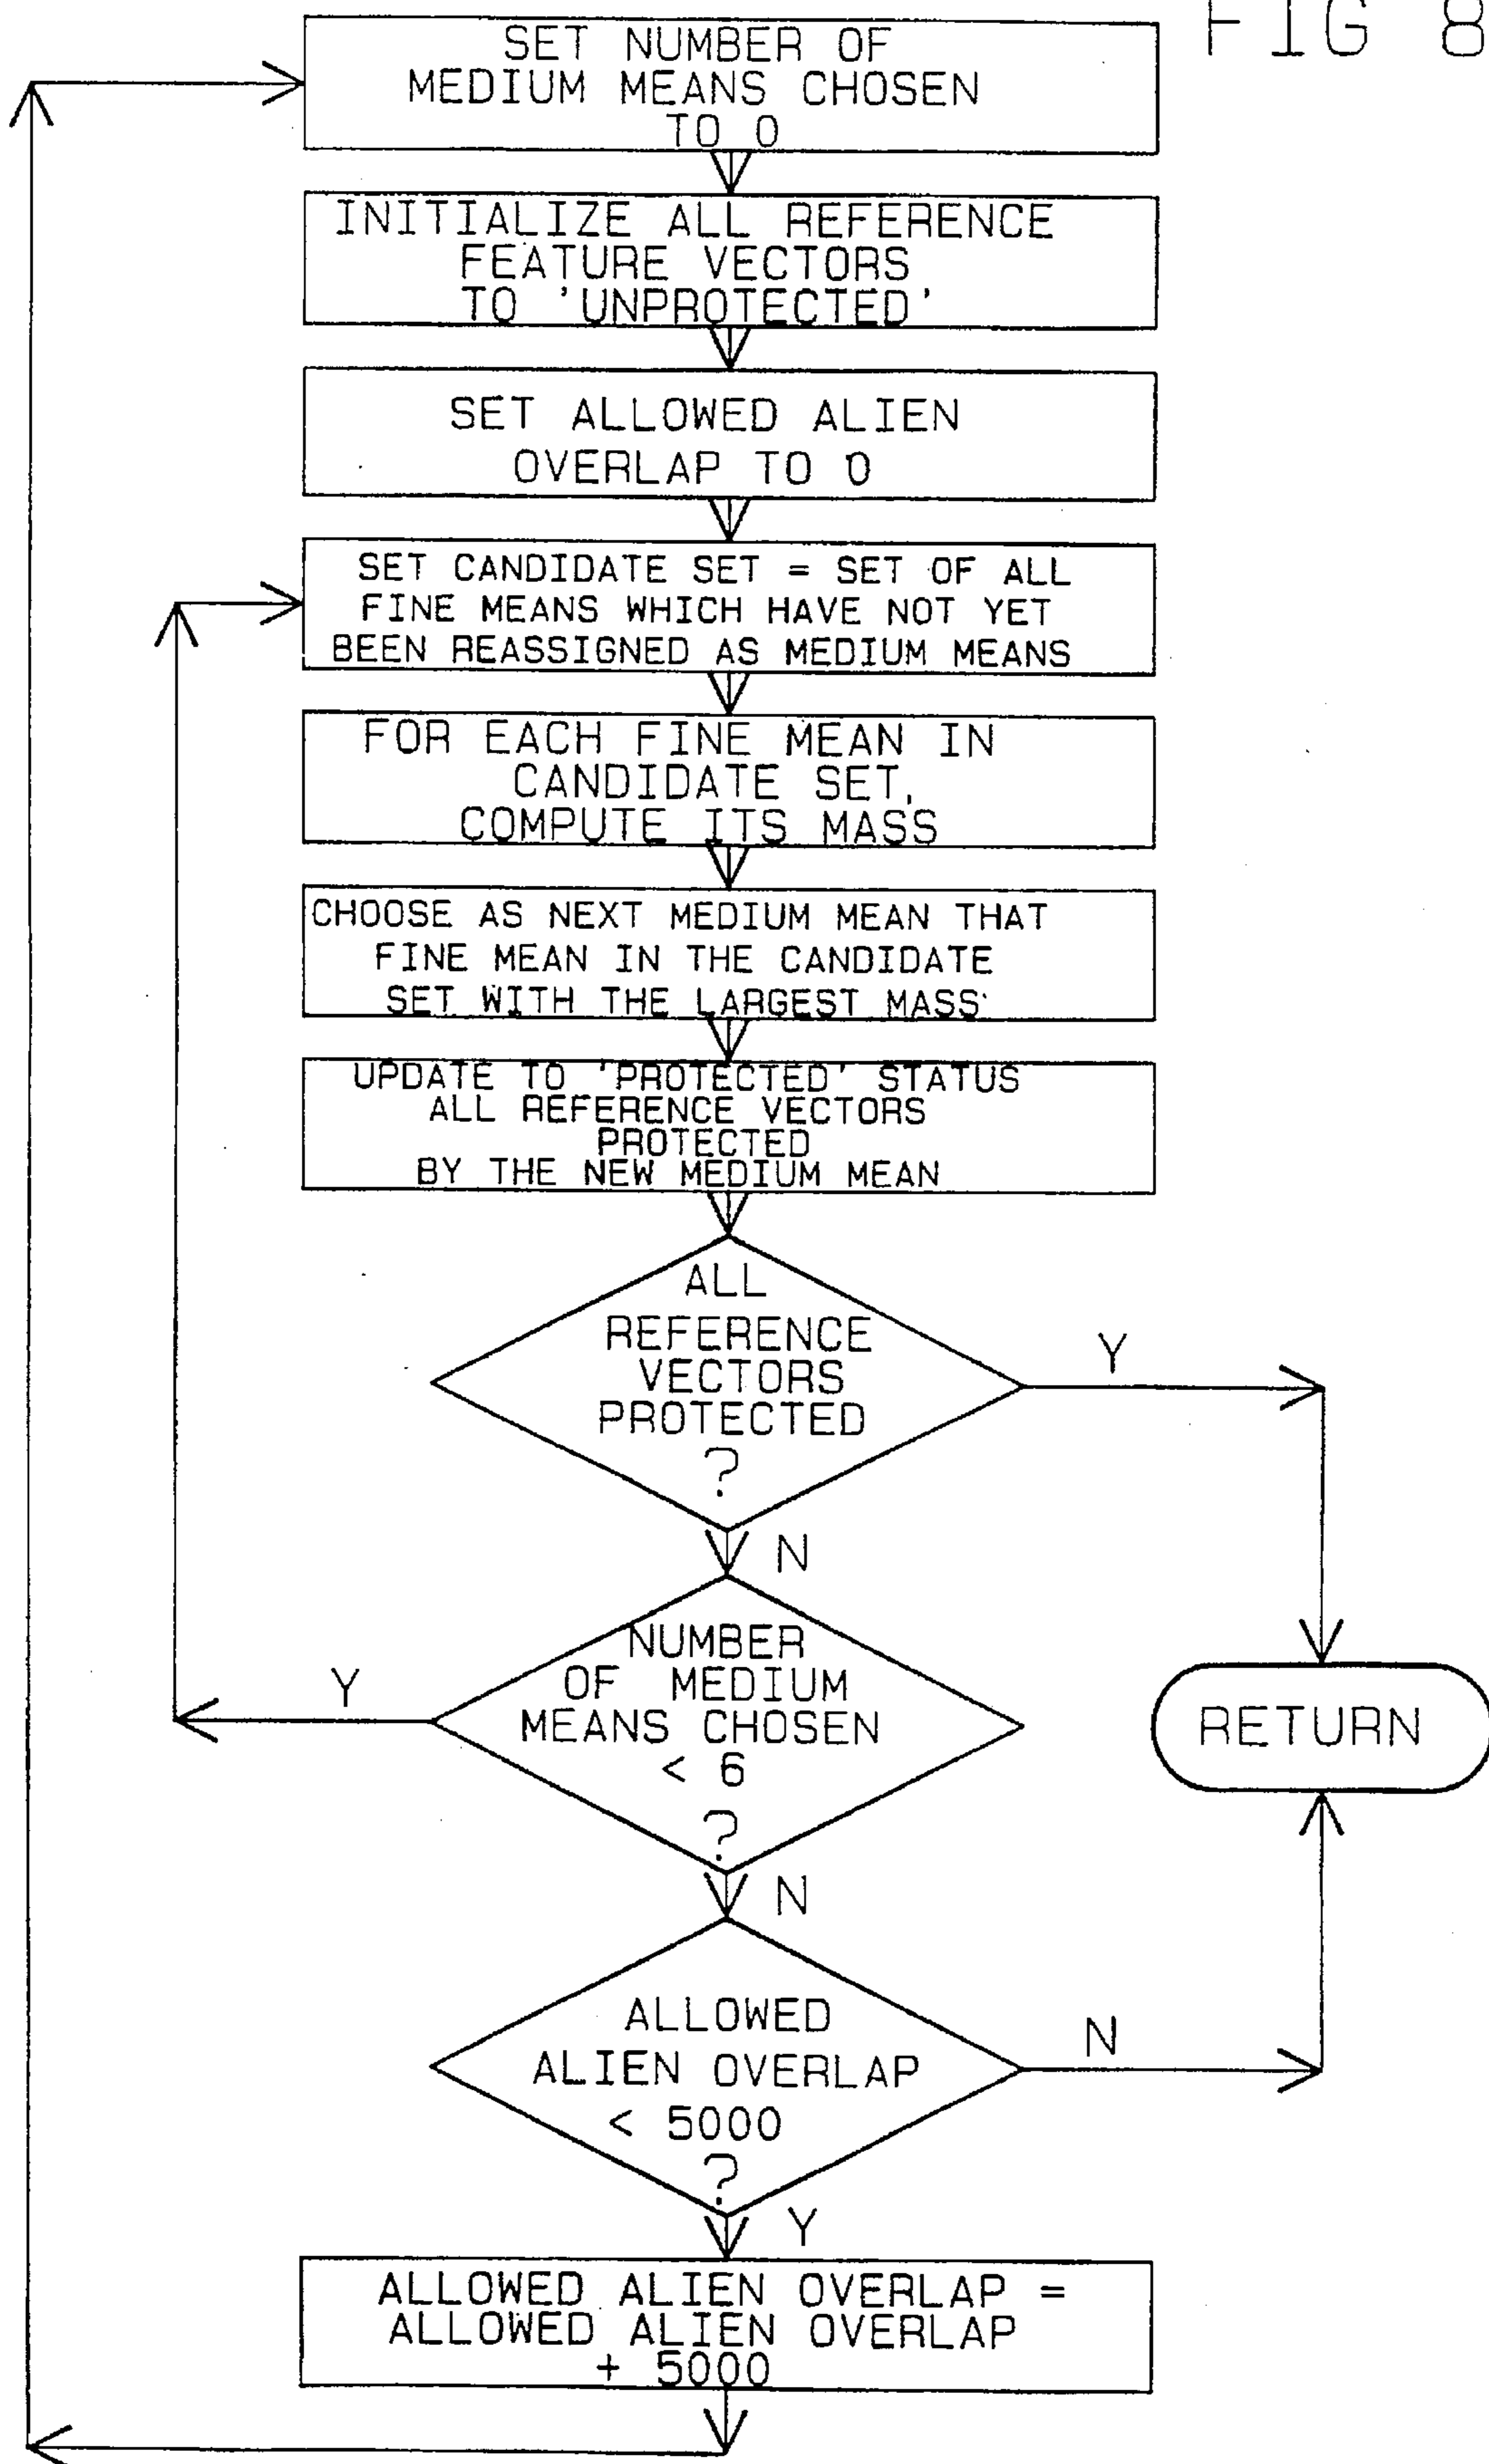 FIG 8
SET NUMBER OF
MEDIUM MEANS CHOSEN
TO 0
INITIALIZE ALL REFERENCE
FEATURE VECTORS
TO 'UNPROTECTED'
SET ALLOWED ALIEN
OVERLAP TO 0
SET CANDIDATE SET = SET OF ALL
FINE MEANS WHICH HAVE NOT YET
BEEN REASSIGNED AS MEDIUM MEANS
FOR EACH FINE MEAN IN
CANDIDATE SET,
COMPUTE ITS MASS
CHOOSE AS NEXT MEDIUM MEAN THAT
FINE MEAN IN THE CANDIDATE
SET WITH THE LARGEST MASS
UPDATE TO 'PROTECTED' STATUS
ALL REFERENCE VECTORS
PROTECTED
BY THE NEW MEDIUM MEAN
ALL
REFERENCE
VECTORS
PROTECTED
?
Y
N
NUMBER
OF MEDIUM
MEANS CHOSEN
< 6
?
Y
RETURN
N
ALLOWED
ALIEN OVERLAP
< 5000
?
N
Y
ALLOWED ALIEN OVERLAP =
ALLOWED ALIEN OVERLAP
+ 5000